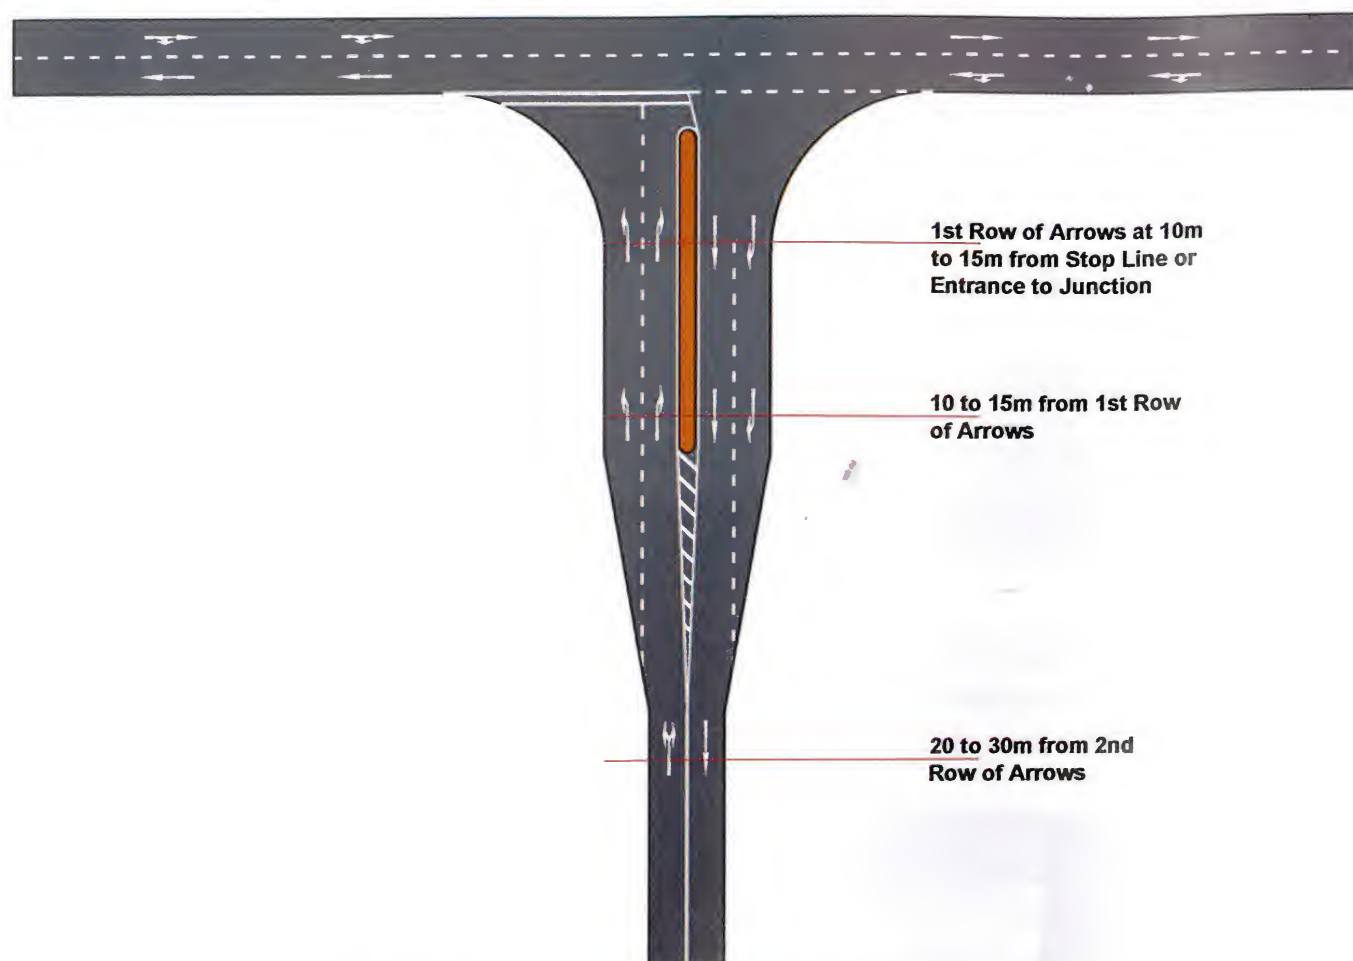 1st Row of Arrows at 10m
to 15m from Stop Line or
Entrance to Junction
10 to 15m from 1st Row
of Arrows
20 to 30m from 2nd
Row of Arrows